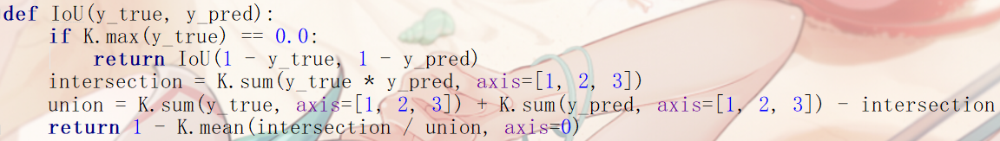 def IoU(y_true, y_pred):
    if K.max(y_true) == 0.0:
        return IoU(1 - y_true, 1 - y_pred)
    intersection = K.sum(y_true * y_pred, axis=[1, 2, 3])
    union = K.sum(y_true, axis=[1, 2, 3]) + K.sum(y_pred, axis=[1, 2, 3]) - intersection
    return 1 - K.mean(intersection / union, axis=0)